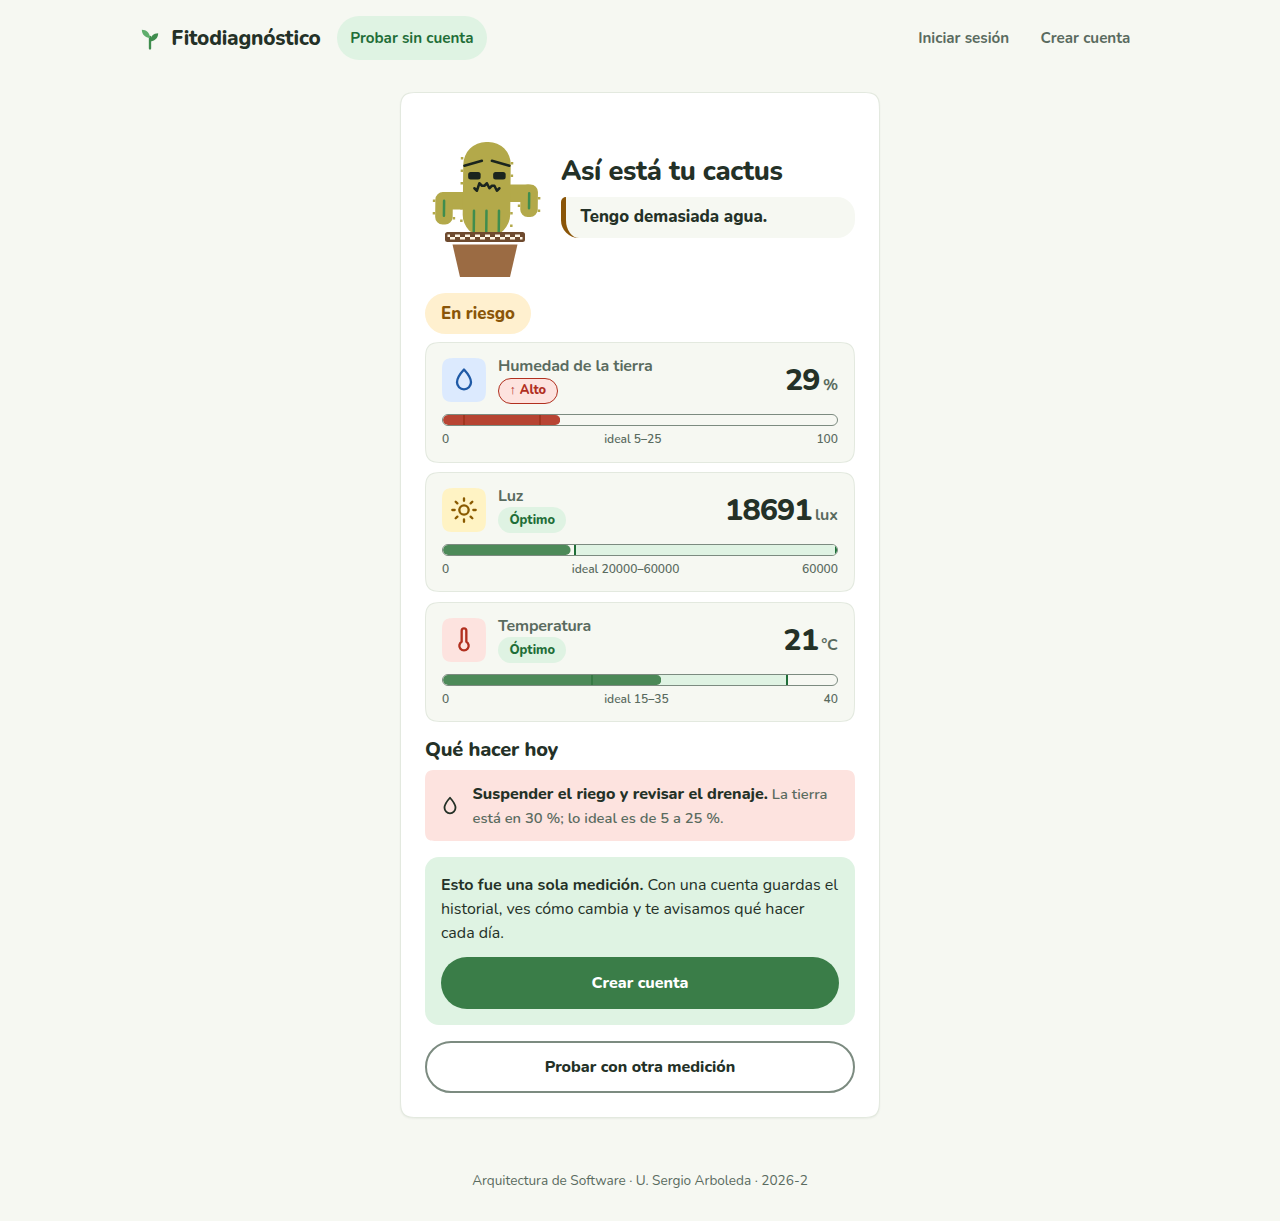 Fitodiagnóstico
Probar sin cuenta
Iniciar sesión
Crear cuenta
Así está tu cactus
Tengo demasiada agua.
En riesgo
Humedad de la tierra
↑ Alto
29 %
0
ideal 5–25
100
Luz
Óptimo
18691 lux
0
ideal 20000–60000
60000
Temperatura
Óptimo
21 °C
0
ideal 15–35
40
Qué hacer hoy
Suspender el riego y revisar el drenaje. La tierra
está en 30 %; lo ideal es de 5 a 25 %.
Esto fue una sola medición. Con una cuenta guardas el
historial, ves cómo cambia y te avisamos qué hacer
cada día.
Crear cuenta
Probar con otra medición
Arquitectura de Software · U. Sergio Arboleda · 2026-2